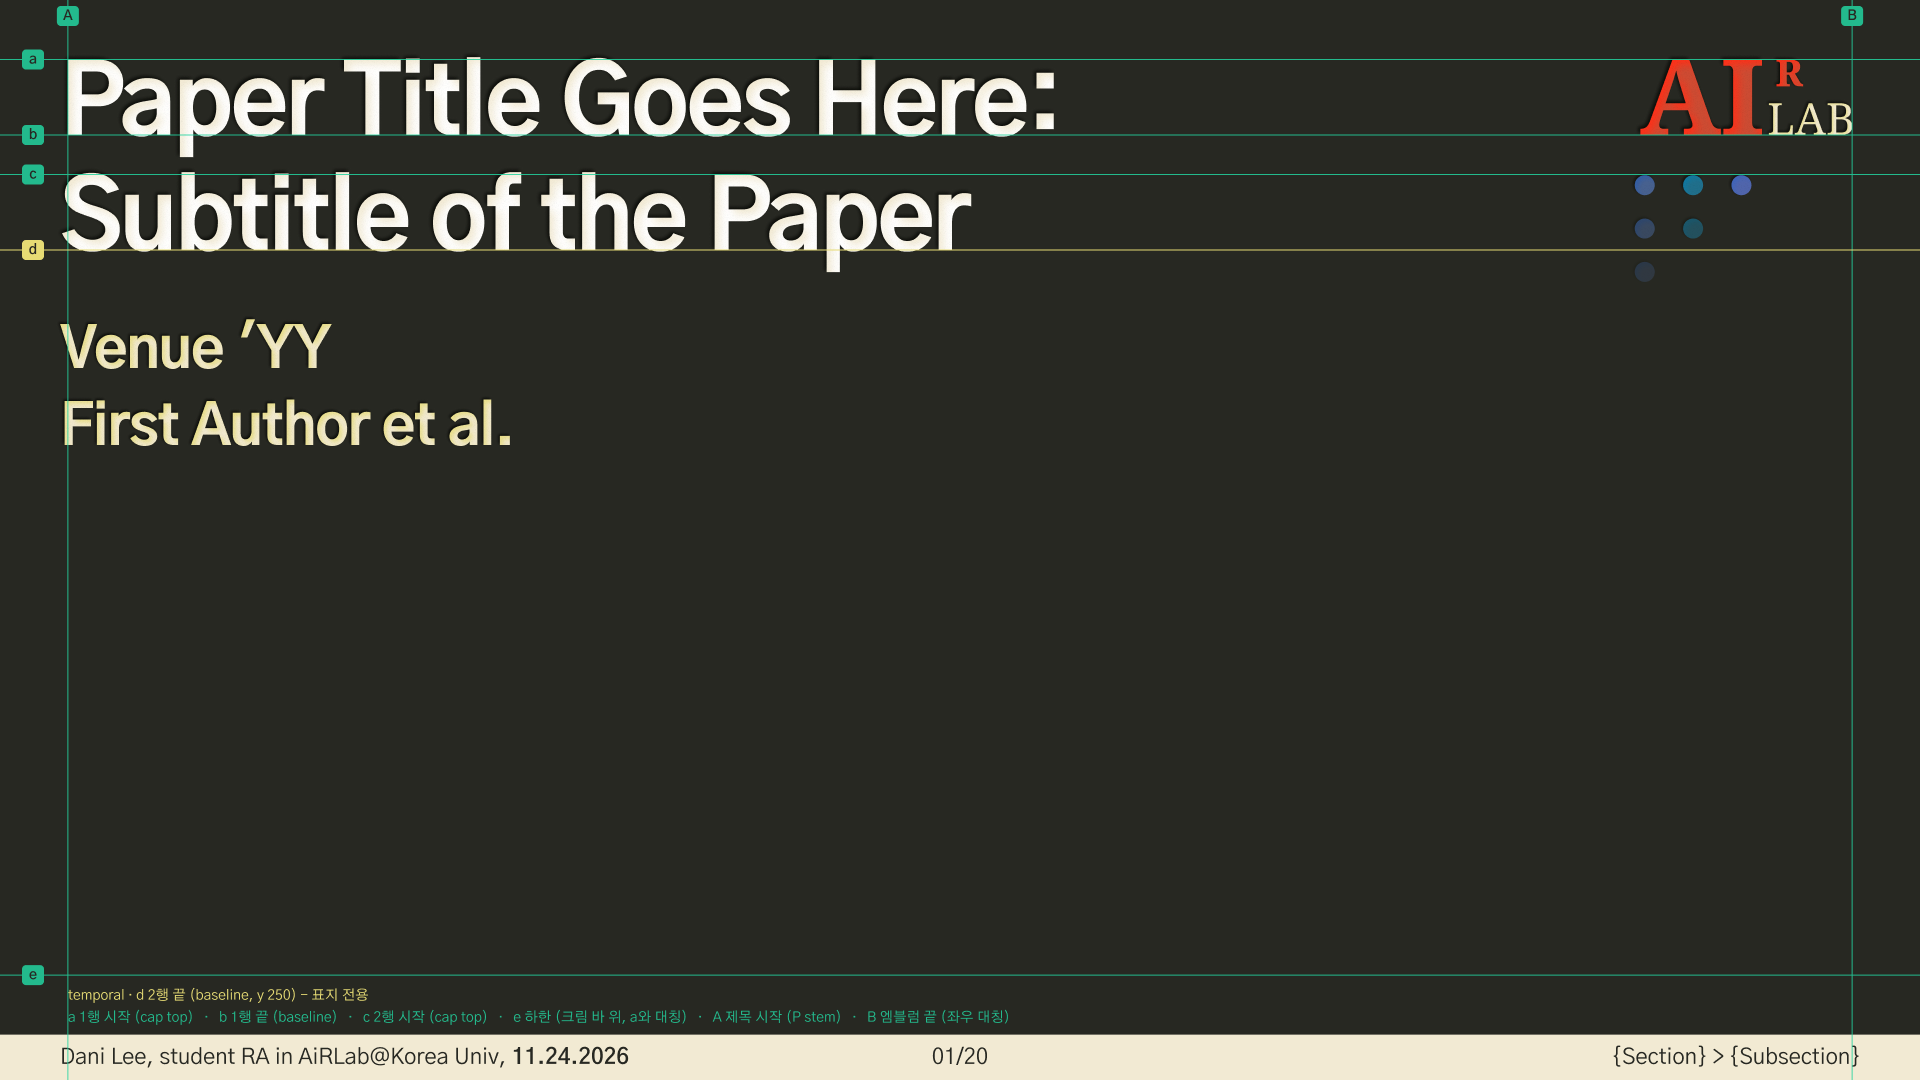 A
B
a
Paper Title Goes Here:
AI R
LAB
b
c
Subtitle of the Paper
d
Venue ’YY
First Author et al.
e
temporal · d 2행 끝 (baseline, y 250) – 표지 전용
a 1행 시작 (cap top) · b 1행 끝 (baseline) · c 2행 시작 (cap top) · e 하한 (크림 바 위, a와 대칭) · A 제목 시작 (P stem) · B 엠블럼 끝 (좌우 대칭)
Dani Lee, student RA in AiRLab@Korea Univ, 11.24.2026
01/20
{Section} > {Subsection}